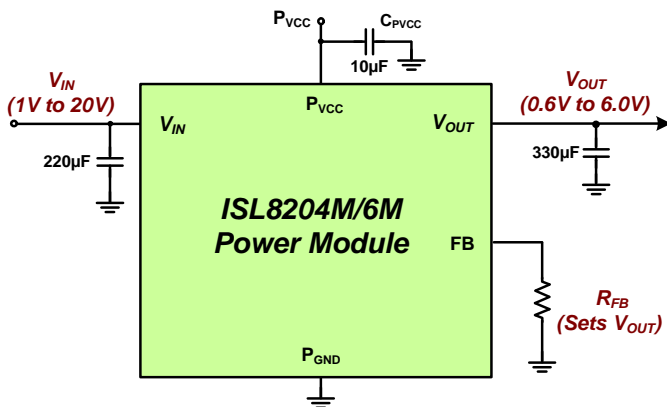 PVCC
CPVCC
10µF
VIN
(1V to 20V)
VOUT
(0.6V to 6.0V)
PVCC
VIN
VOUT
220µF
330µF
ISL8204M/6M
Power Module
FB
RFB
(Sets VOUT)
PGND